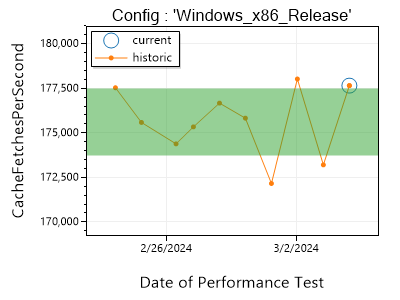 Config : 'Windows_x86_Release'
current
historic
180,000
177,500
175,000
172,500
170,000
CacheFetchesPerSecond
2/26/2024
3/2/2024
Date of Performance Test